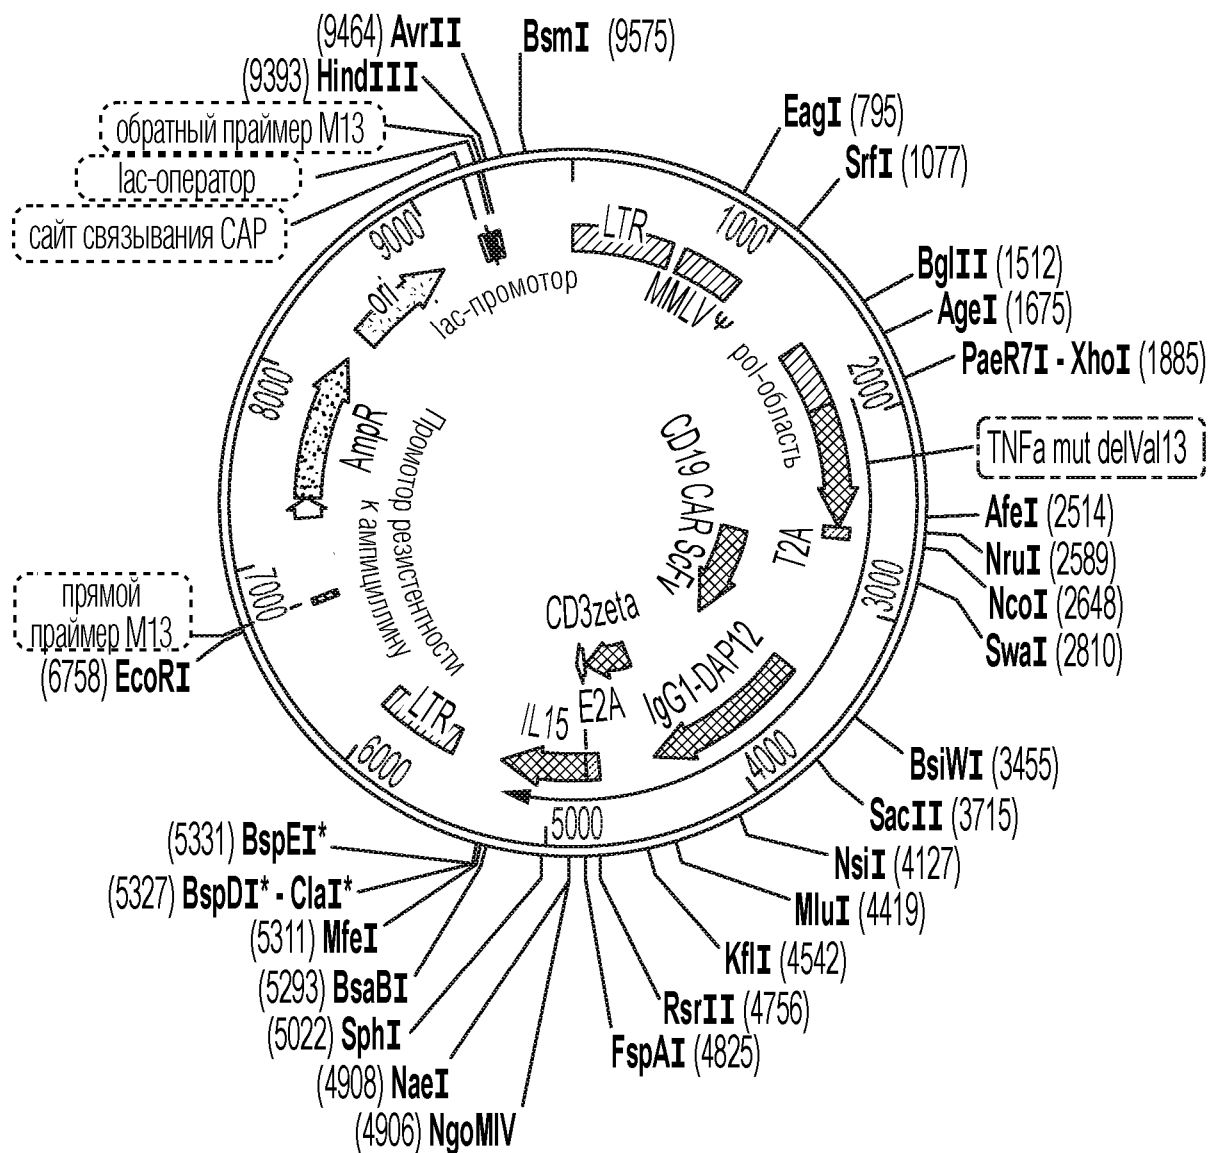 (9464) AvrII
BsmI (9575)
(9393) HindIII
обратный праймер M13
lac-оператор
сайт связывания CAP
EagI (795)
SrfI (1077)
BglII (1512)
AgeI (1675)
PaeR7I - XhoI (1885)
TNFa mut delVal13
AfeI (2514)
NruI (2589)
NcoI (2648)
SwaI (2810)
BsiWI (3455)
SacII (3715)
NsiI (4127)
MluI (4419)
KflI (4542)
RsrII (4756)
FspAI (4825)
(5331) BspEI*
(5327) BspDI* - ClaI*
(5311) MfeI
(5293) BsaBI
(5022) SphI
(4908) NaeI
(4906) NgoMIV
прямой
праймер M13
(6758) EcoRI
1000
2000
3000
4000
5000
6000
7000
8000
9000
LTR
MMLV Ψ
pol-область
T2A
CD19 CAR ScFv
IgG1-DAP12
CD3zeta
E2A
IL15
LTR
Промотор резистентности
к ампициллину
AmpR
ori
lac-промотор